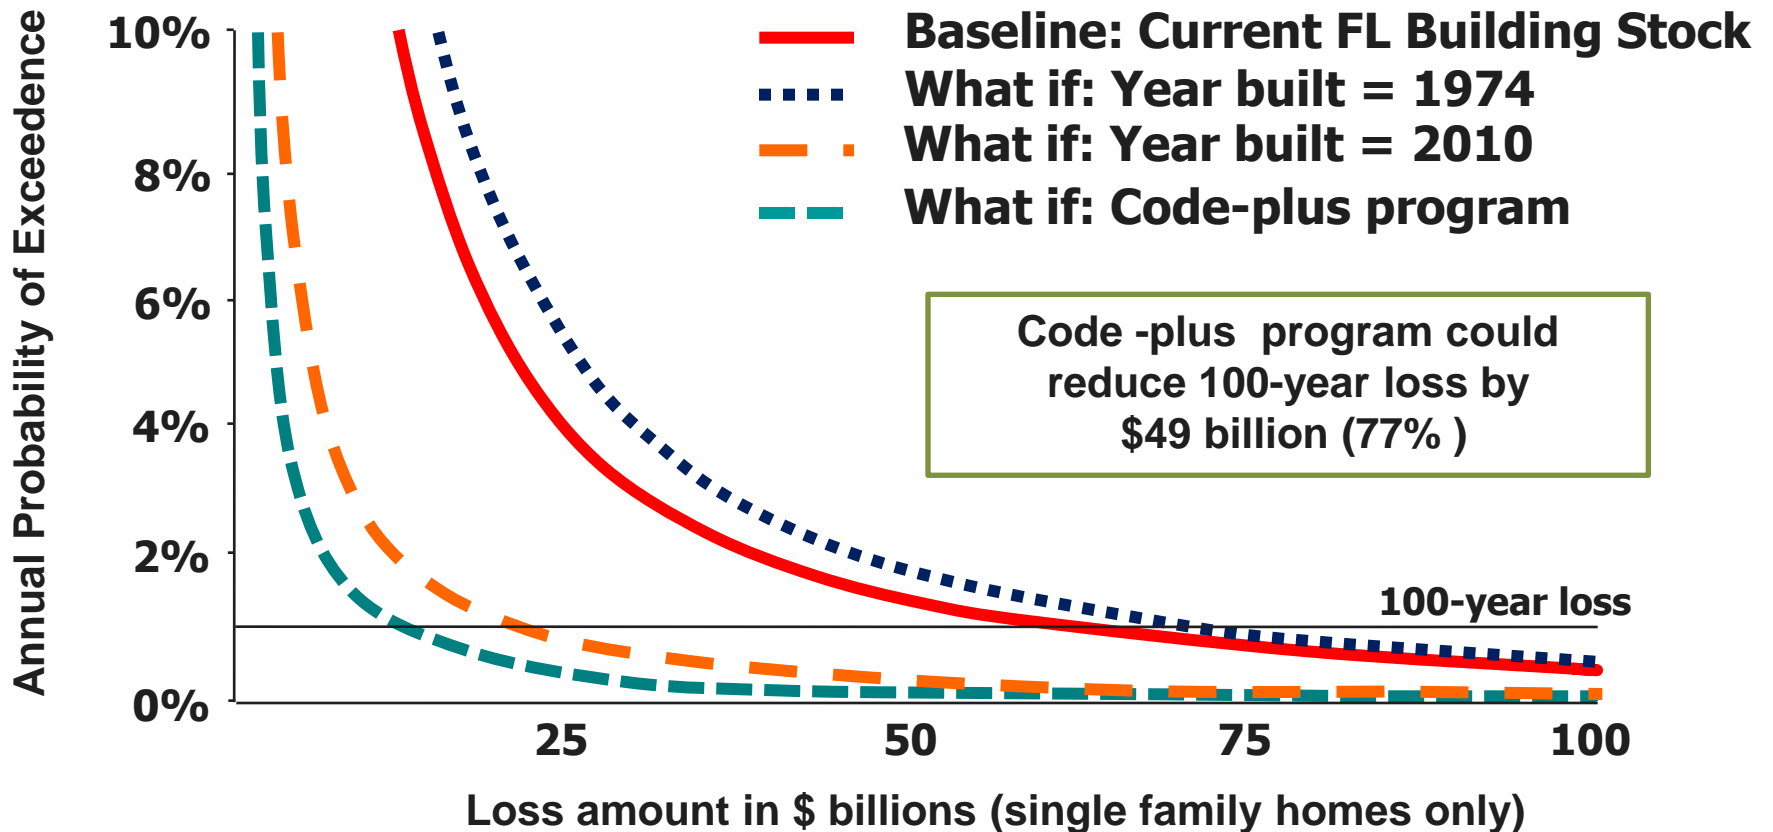 Annual Probability of Exceedence
10%
8%
6%
4%
2%
0%
Baseline: Current FL Building Stock
What if: Year built = 1974
What if: Year built = 2010
What if: Code-plus program
Code -plus program could
reduce 100-year loss by
$49 billion (77% )
100-year loss
25 50 75 100
Loss amount in $ billions (single family homes only)